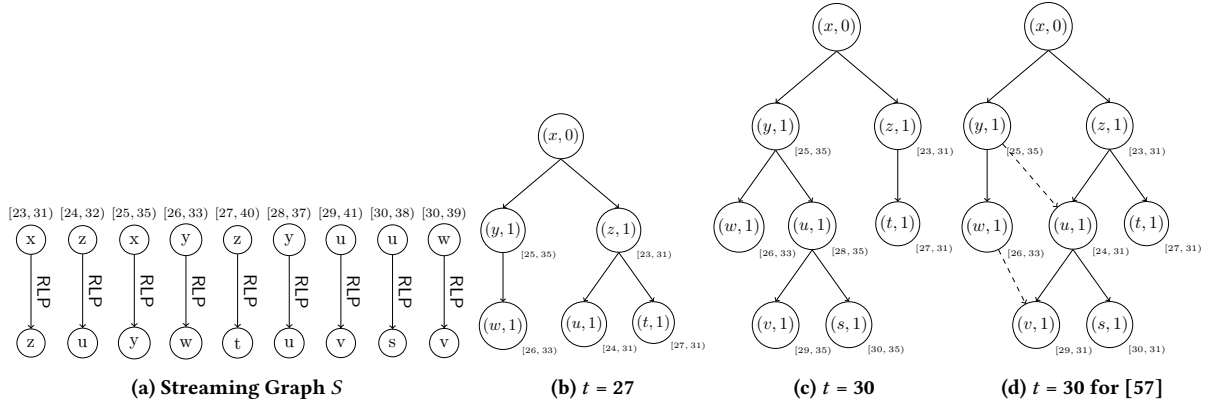 [23, 31) [24, 32) [25, 35) [26, 33) [27, 40) [28, 37) [29, 41) [30, 38) [30, 39)
x z x y z y u u w
RLP RLP RLP RLP RLP RLP RLP RLP RLP
z u y w t u v s v
(a) Streaming Graph S
(x, 0)
(y, 1) (z, 1)
[25, 35) [23, 31)
(w, 1) (u, 1) (t, 1)
[26, 33) [24, 31) [27, 31)
(b) t = 27
(x, 0)
(y, 1) (z, 1)
[25, 35) [23, 31)
(w, 1) (u, 1) (t, 1)
[26, 33) [28, 35) [27, 31)
(v, 1) (s, 1)
[29, 35) [30, 35)
(c) t = 30
(x, 0)
(y, 1) (z, 1)
[25, 35) [23, 31)
(w, 1) (u, 1) (t, 1)
[26, 33) [24, 31) [27, 31)
(v, 1) (s, 1)
[29, 31) [30, 31)
(d) t = 30 for [57]